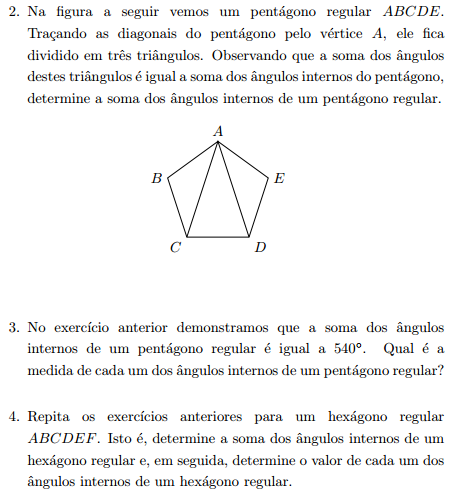 2. Na figura a seguir vemos um pentágono regular ABCDE.
Traçando as diagonais do pentágono pelo vértice A, ele fica
dividido em três triângulos. Observando que a soma dos ângulos
destes triângulos é igual a soma dos ângulos internos do pentágono,
determine a soma dos ângulos internos de um pentágono regular.
A
B
E
C
D
3. No exercício anterior demonstramos que a soma dos ângulos
internos de um pentágono regular é igual a 540°. Qual é a
medida de cada um dos ângulos internos de um pentágono regular?
4. Repita os exercícios anteriores para um hexágono regular
ABCDEF. Isto é, determine a soma dos ângulos internos de um
hexágono regular e, em seguida, determine o valor de cada um dos
ângulos internos de um hexágono regular.